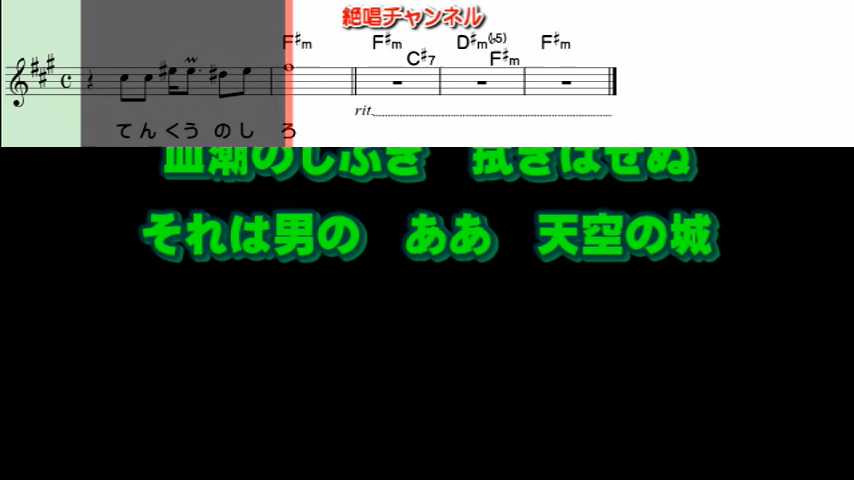 絶唱チャンネル
F♯m F♯m D♯m(♭5) F♯m
C♯7 F♯m
rit.
てんくうのしろ
血潮のしぶき 拭きはせぬ
それは男の ああ 天空の城